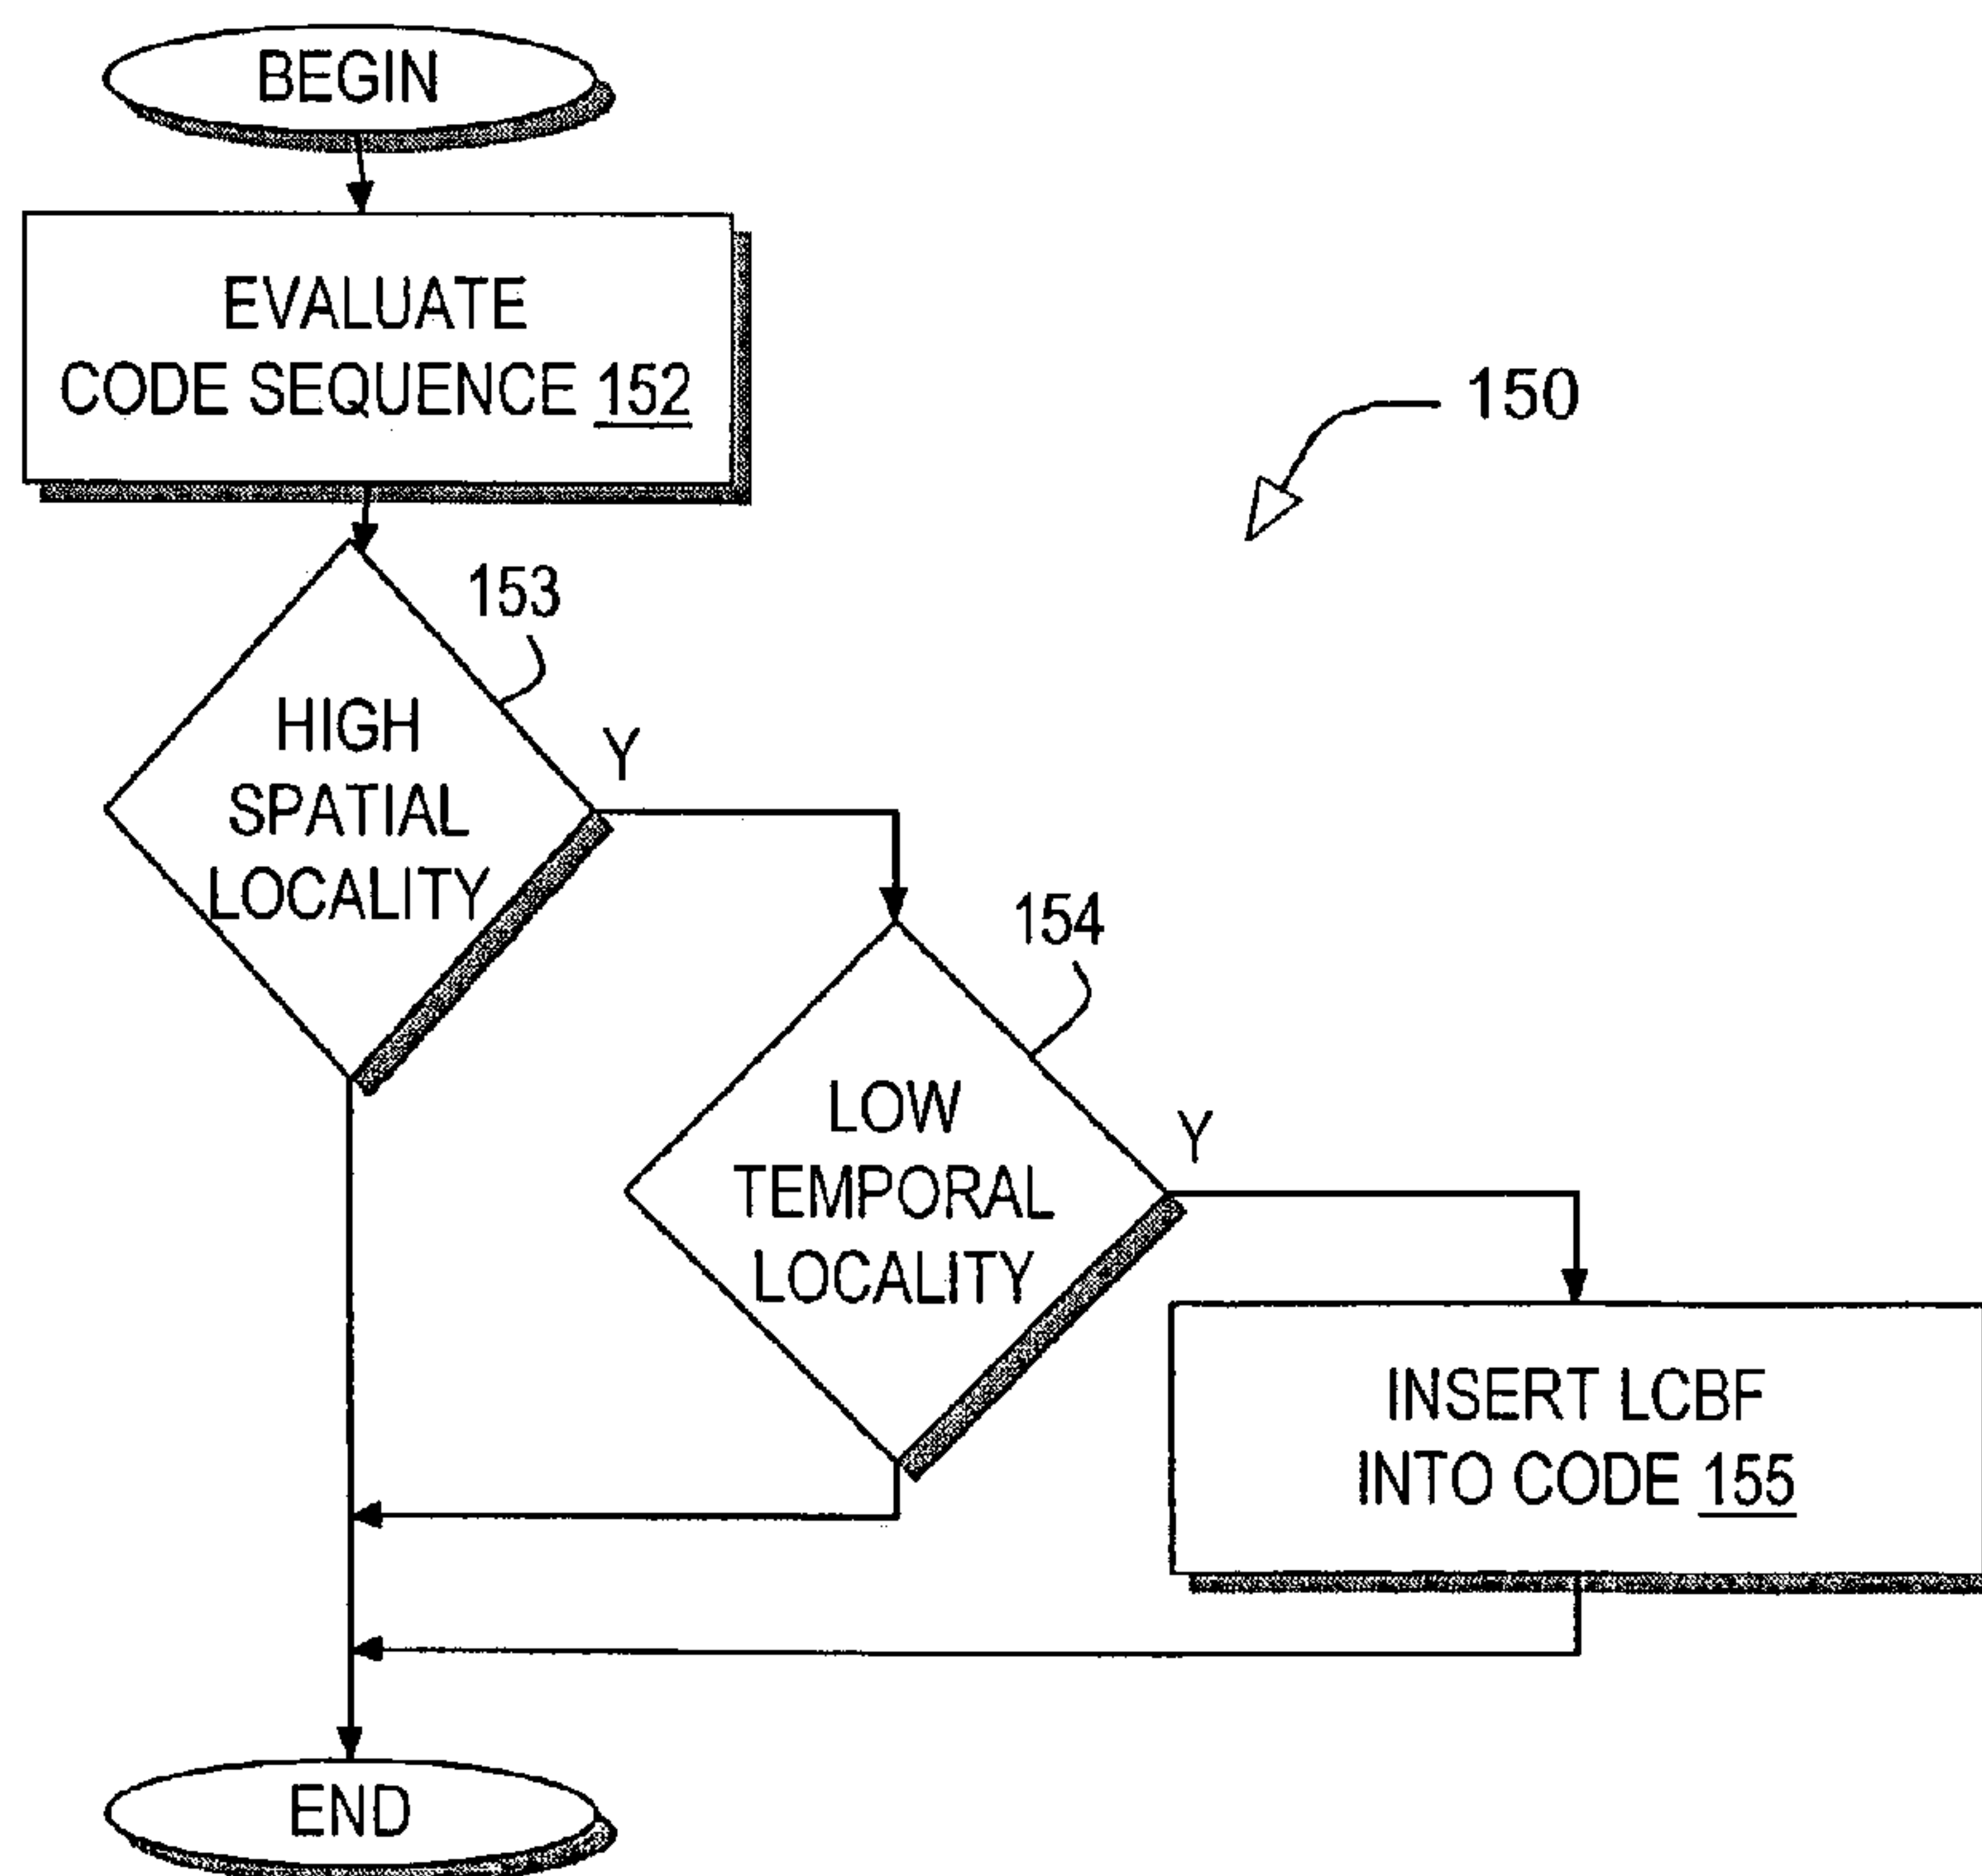 BEGIN
EVALUATE
CODE SEQUENCE 152
150
153
HIGH
SPATIAL
LOCALITY
Y
154
LOW
TEMPORAL
LOCALITY
Y
INSERT LCBF
INTO CODE 155
END